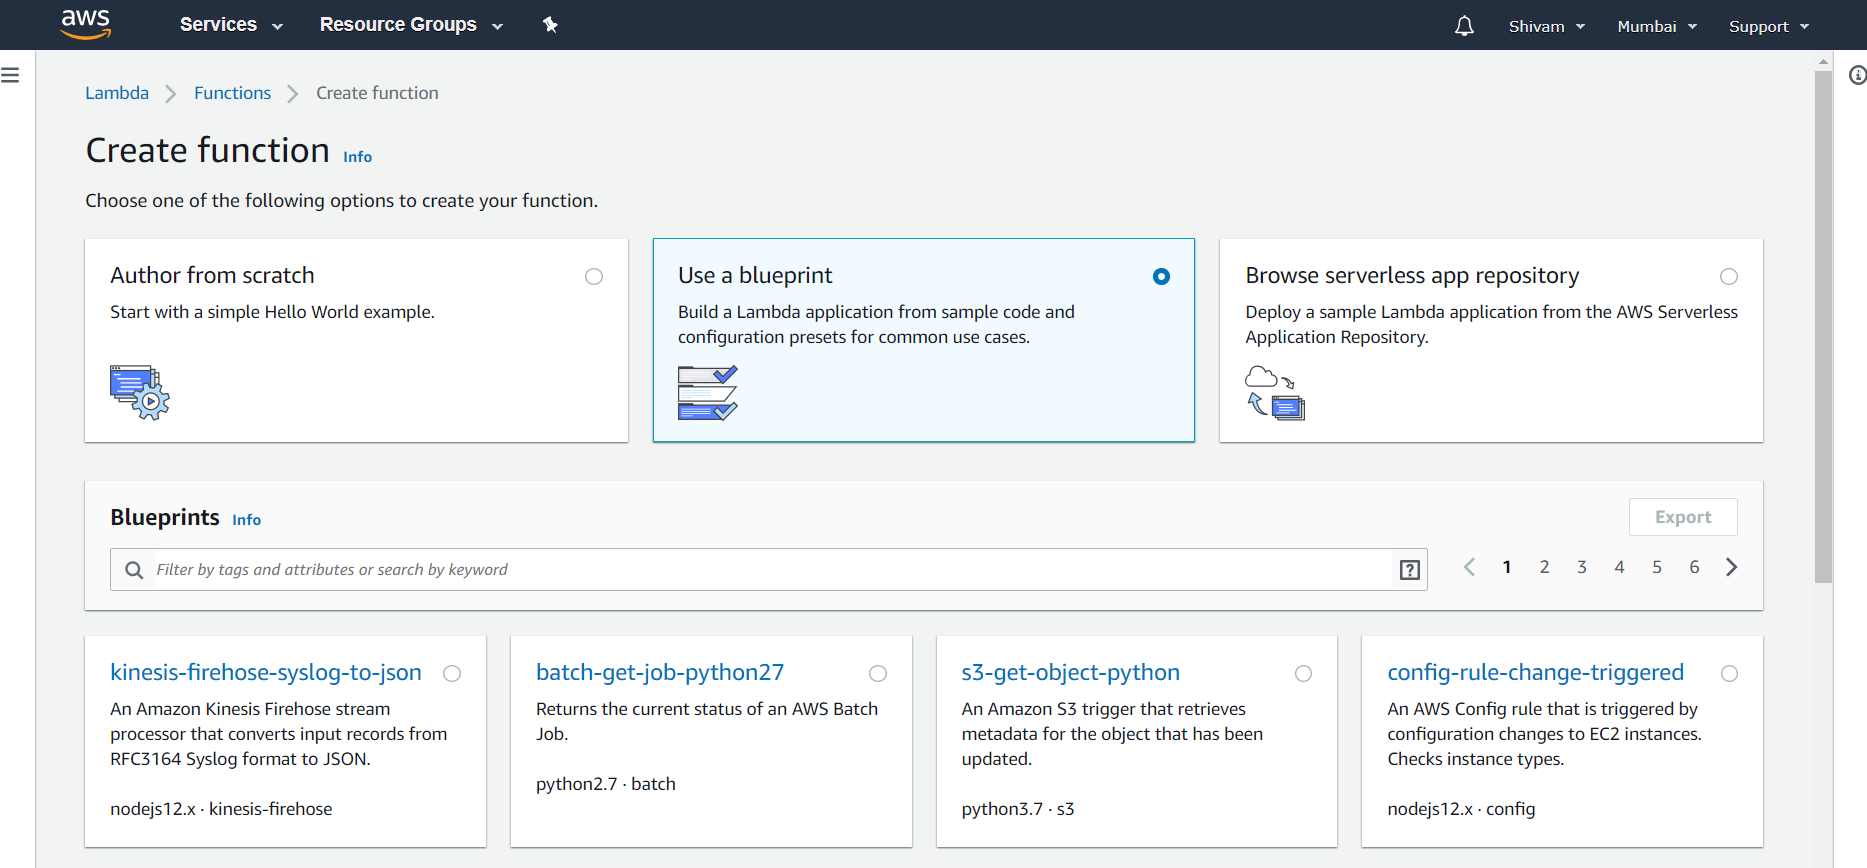 aws
Services
Resource Groups
Shivam
Mumbai
Support
Lambda
Functions
Create function
Create function
Info
Choose one of the following options to create your function.
Author from scratch
Start with a simple Hello World example.
Use a blueprint
Build a Lambda application from sample code and
configuration presets for common use cases.
Browse serverless app repository
Deploy a sample Lambda application from the AWS Serverless
Application Repository.
Blueprints
Info
Export
Filter by tags and attributes or search by keyword
?
1 2 3 4 5 6
kinesis-firehose-syslog-to-json
An Amazon Kinesis Firehose stream
processor that converts input records from
RFC3164 Syslog format to JSON.
nodejs12.x · kinesis-firehose
batch-get-job-python27
Returns the current status of an AWS Batch
Job.
python2.7 · batch
s3-get-object-python
An Amazon S3 trigger that retrieves
metadata for the object that has been
updated.
python3.7 · s3
config-rule-change-triggered
An AWS Config rule that is triggered by
configuration changes to EC2 instances.
Checks instance types.
nodejs12.x · config